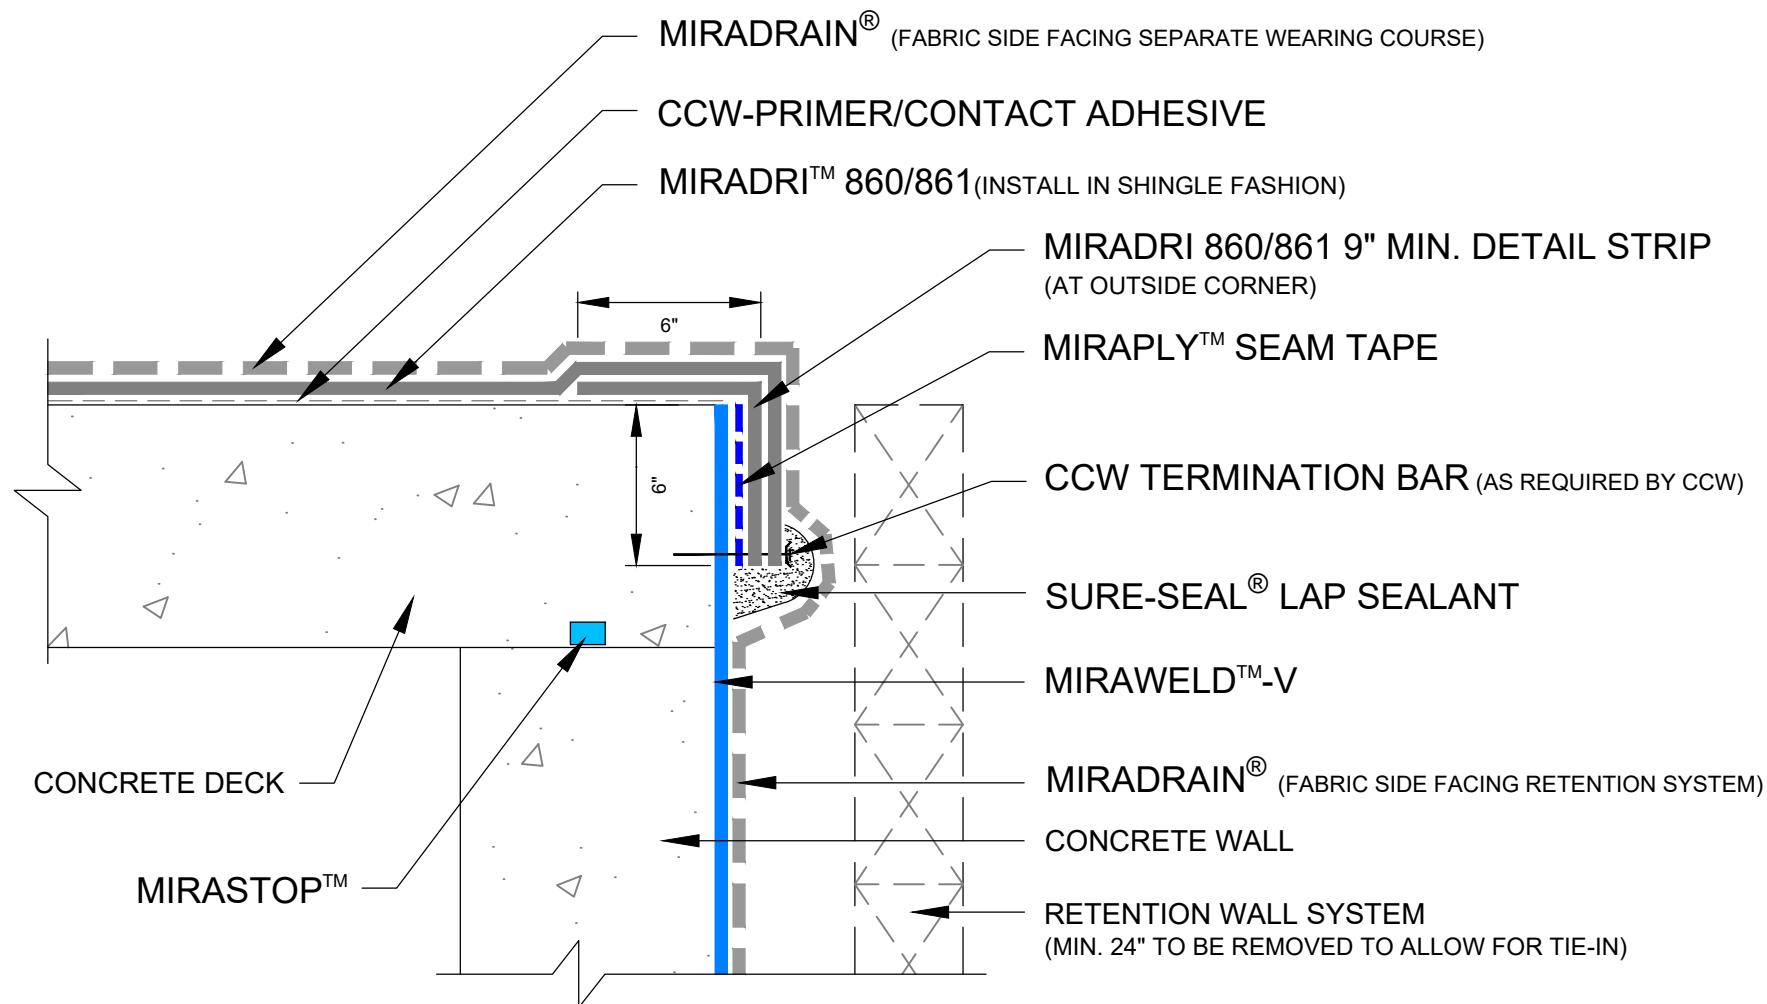 MIRADRAIN® (FABRIC SIDE FACING SEPARATE WEARING COURSE)
CCW-PRIMER/CONTACT ADHESIVE
MIRADRI™ 860/861(INSTALL IN SHINGLE FASHION)
MIRADRI 860/861 9" MIN. DETAIL STRIP
(AT OUTSIDE CORNER)
6"
MIRAPLY™ SEAM TAPE
6"
CCW TERMINATION BAR (AS REQUIRED BY CCW)
SURE-SEAL® LAP SEALANT
MIRAWELD™-V
CONCRETE DECK
MIRADRAIN® (FABRIC SIDE FACING RETENTION SYSTEM)
CONCRETE WALL
MIRASTOP™
RETENTION WALL SYSTEM
(MIN. 24" TO BE REMOVED TO ALLOW FOR TIE-IN)